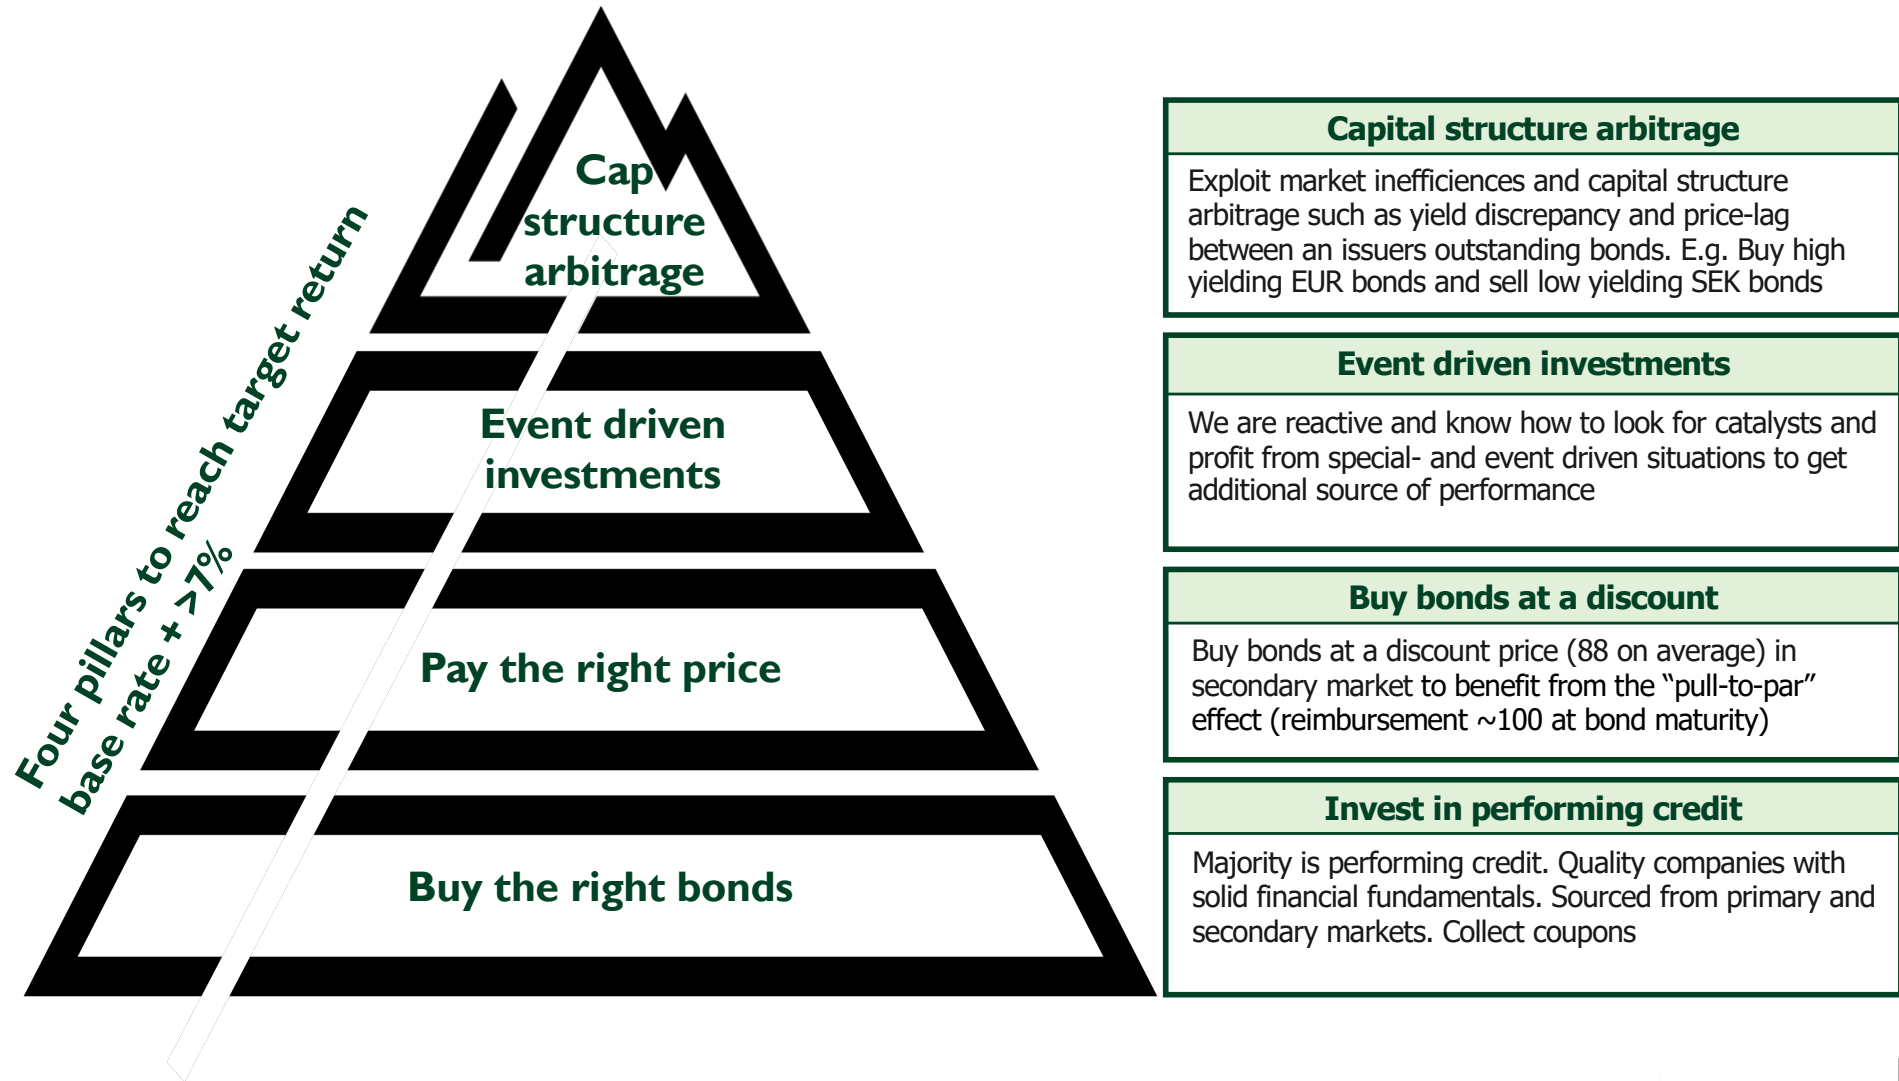 Four pillars to reach target return
base rate + >7%
Cap
structure
arbitrage
Event driven
investments
Pay the right price
Buy the right bonds
Capital structure arbitrage
Exploit market inefficiences and capital structure
arbitrage such as yield discrepancy and price-lag
between an issuers outstanding bonds. E.g. Buy high
yielding EUR bonds and sell low yielding SEK bonds
Event driven investments
We are reactive and know how to look for catalysts and
profit from special- and event driven situations to get
additional source of performance
Buy bonds at a discount
Buy bonds at a discount price (88 on average) in
secondary market to benefit from the “pull-to-par”
effect (reimbursement ~100 at bond maturity)
Invest in performing credit
Majority is performing credit. Quality companies with
solid financial fundamentals. Sourced from primary and
secondary markets. Collect coupons